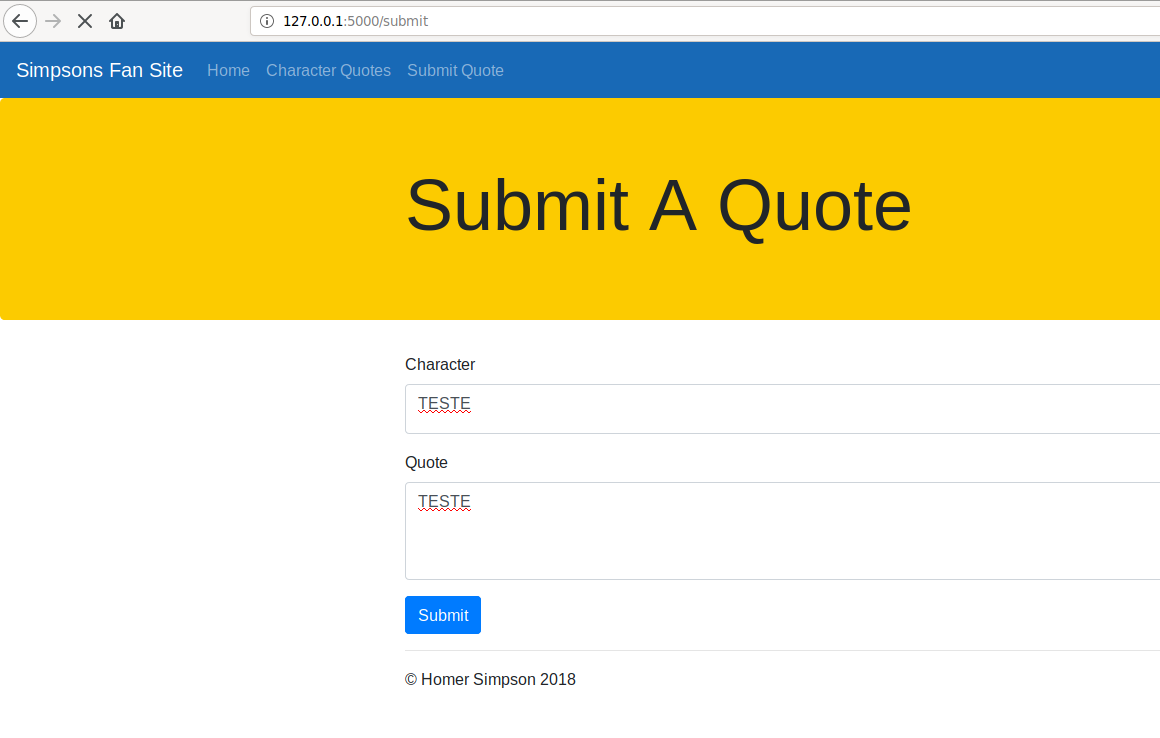 127.0.0.1:5000/submit
Simpsons Fan Site Home Character Quotes Submit Quote
Submit A Quote
Character
TESTE
Quote
TESTE
Submit
© Homer Simpson 2018